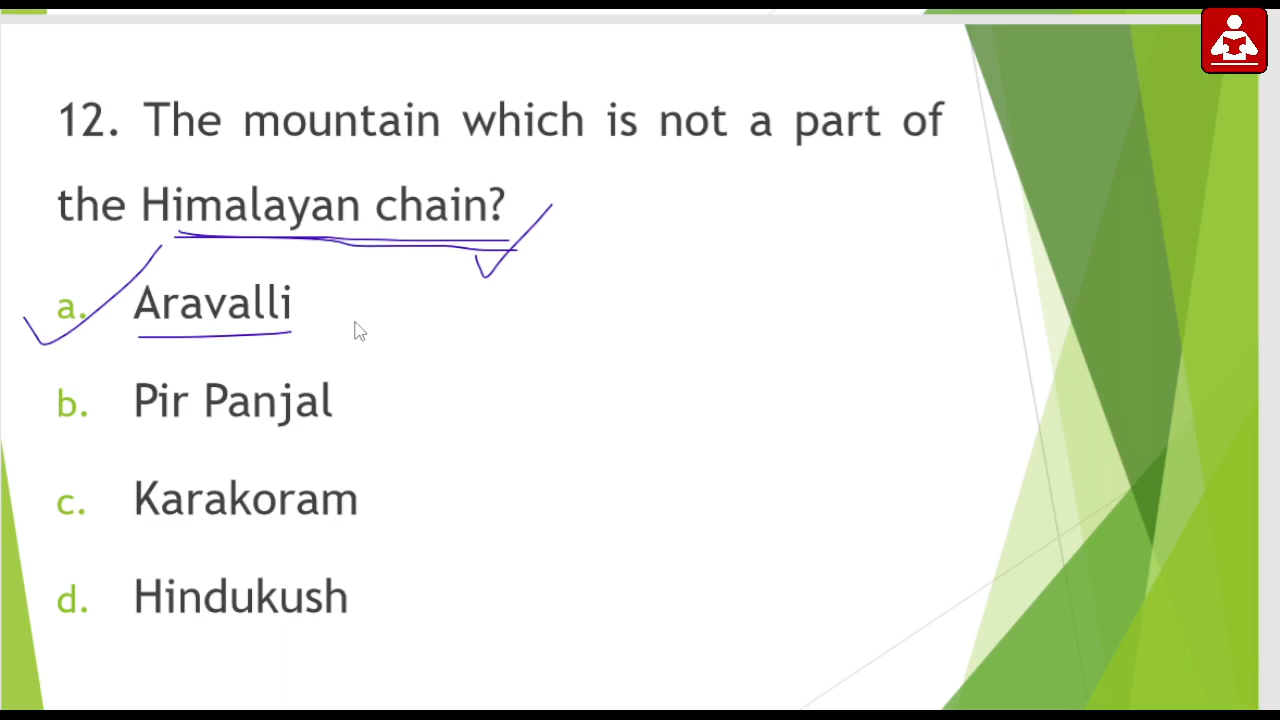 12. The mountain which is not a part of
the Himalayan chain?
a. Aravalli
b. Pir Panjal
c. Karakoram
d. Hindukush